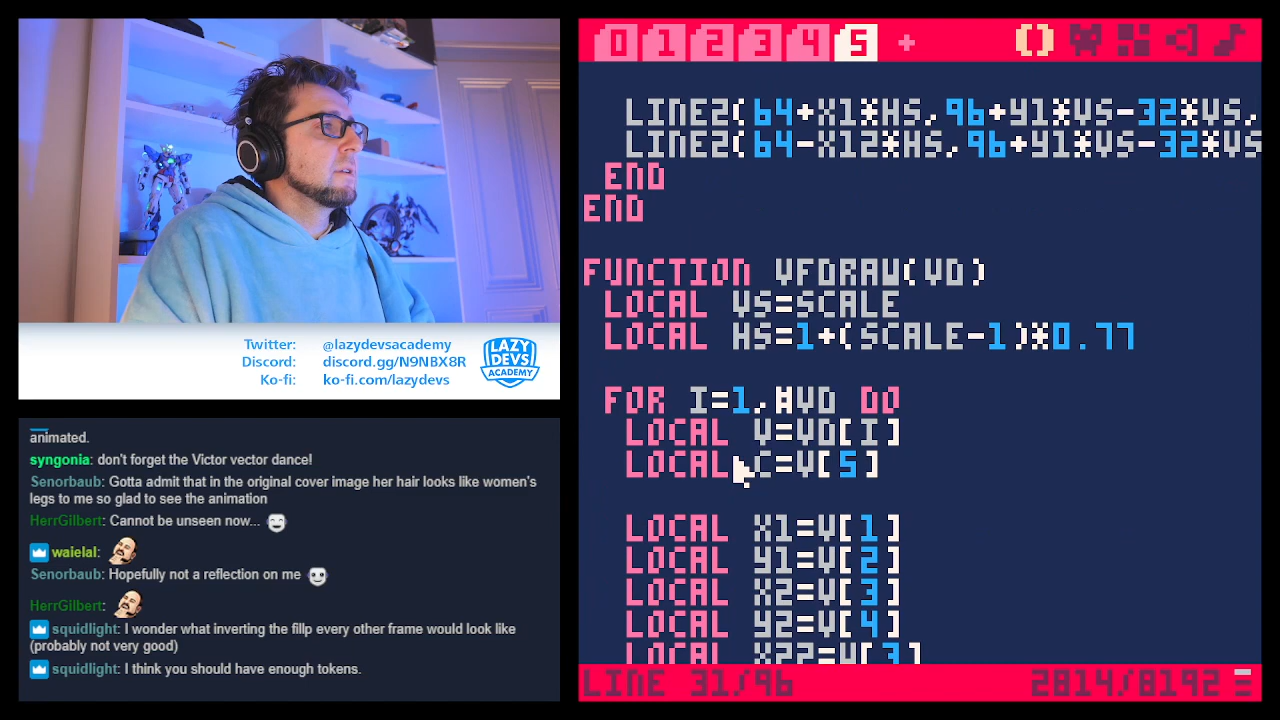 0 1 2 3 4 5 +
LINE2(64+X1*HS,96+Y1*VS-32*VS,
LINE2(64-X12*HS,96+Y1*VS-32*VS
END
END
FUNCTION VFDRAW(VD)
LOCAL VS=SCALE
LOCAL HS=1+(SCALE-1)*0.77
FOR I=1,#VD DO
LOCAL V=VD[I]
LOCAL C=V[5]
LOCAL X1=V[1]
LOCAL Y1=V[2]
LOCAL X2=V[3]
LOCAL Y2=V[4]
LOCAL X22=V[3]
LINE 31/96 2814/8192
Twitter: @lazydevsacademy
Discord: discord.gg/N9NBX8R
Ko-fi: ko-fi.com/lazydevs
LAZY
DEVS
ACADEMY
animated.
syngonia: don't forget the Victor vector dance!
Senorbaub: Gotta admit that in the original cover image her hair looks like women's
legs to me so glad to see the animation
HerrGilbert: Cannot be unseen now...
waielal:
Senorbaub: Hopefully not a reflection on me
HerrGilbert:
squidlight: I wonder what inverting the fillp every other frame would look like
(probably not very good)
squidlight: I think you should have enough tokens.